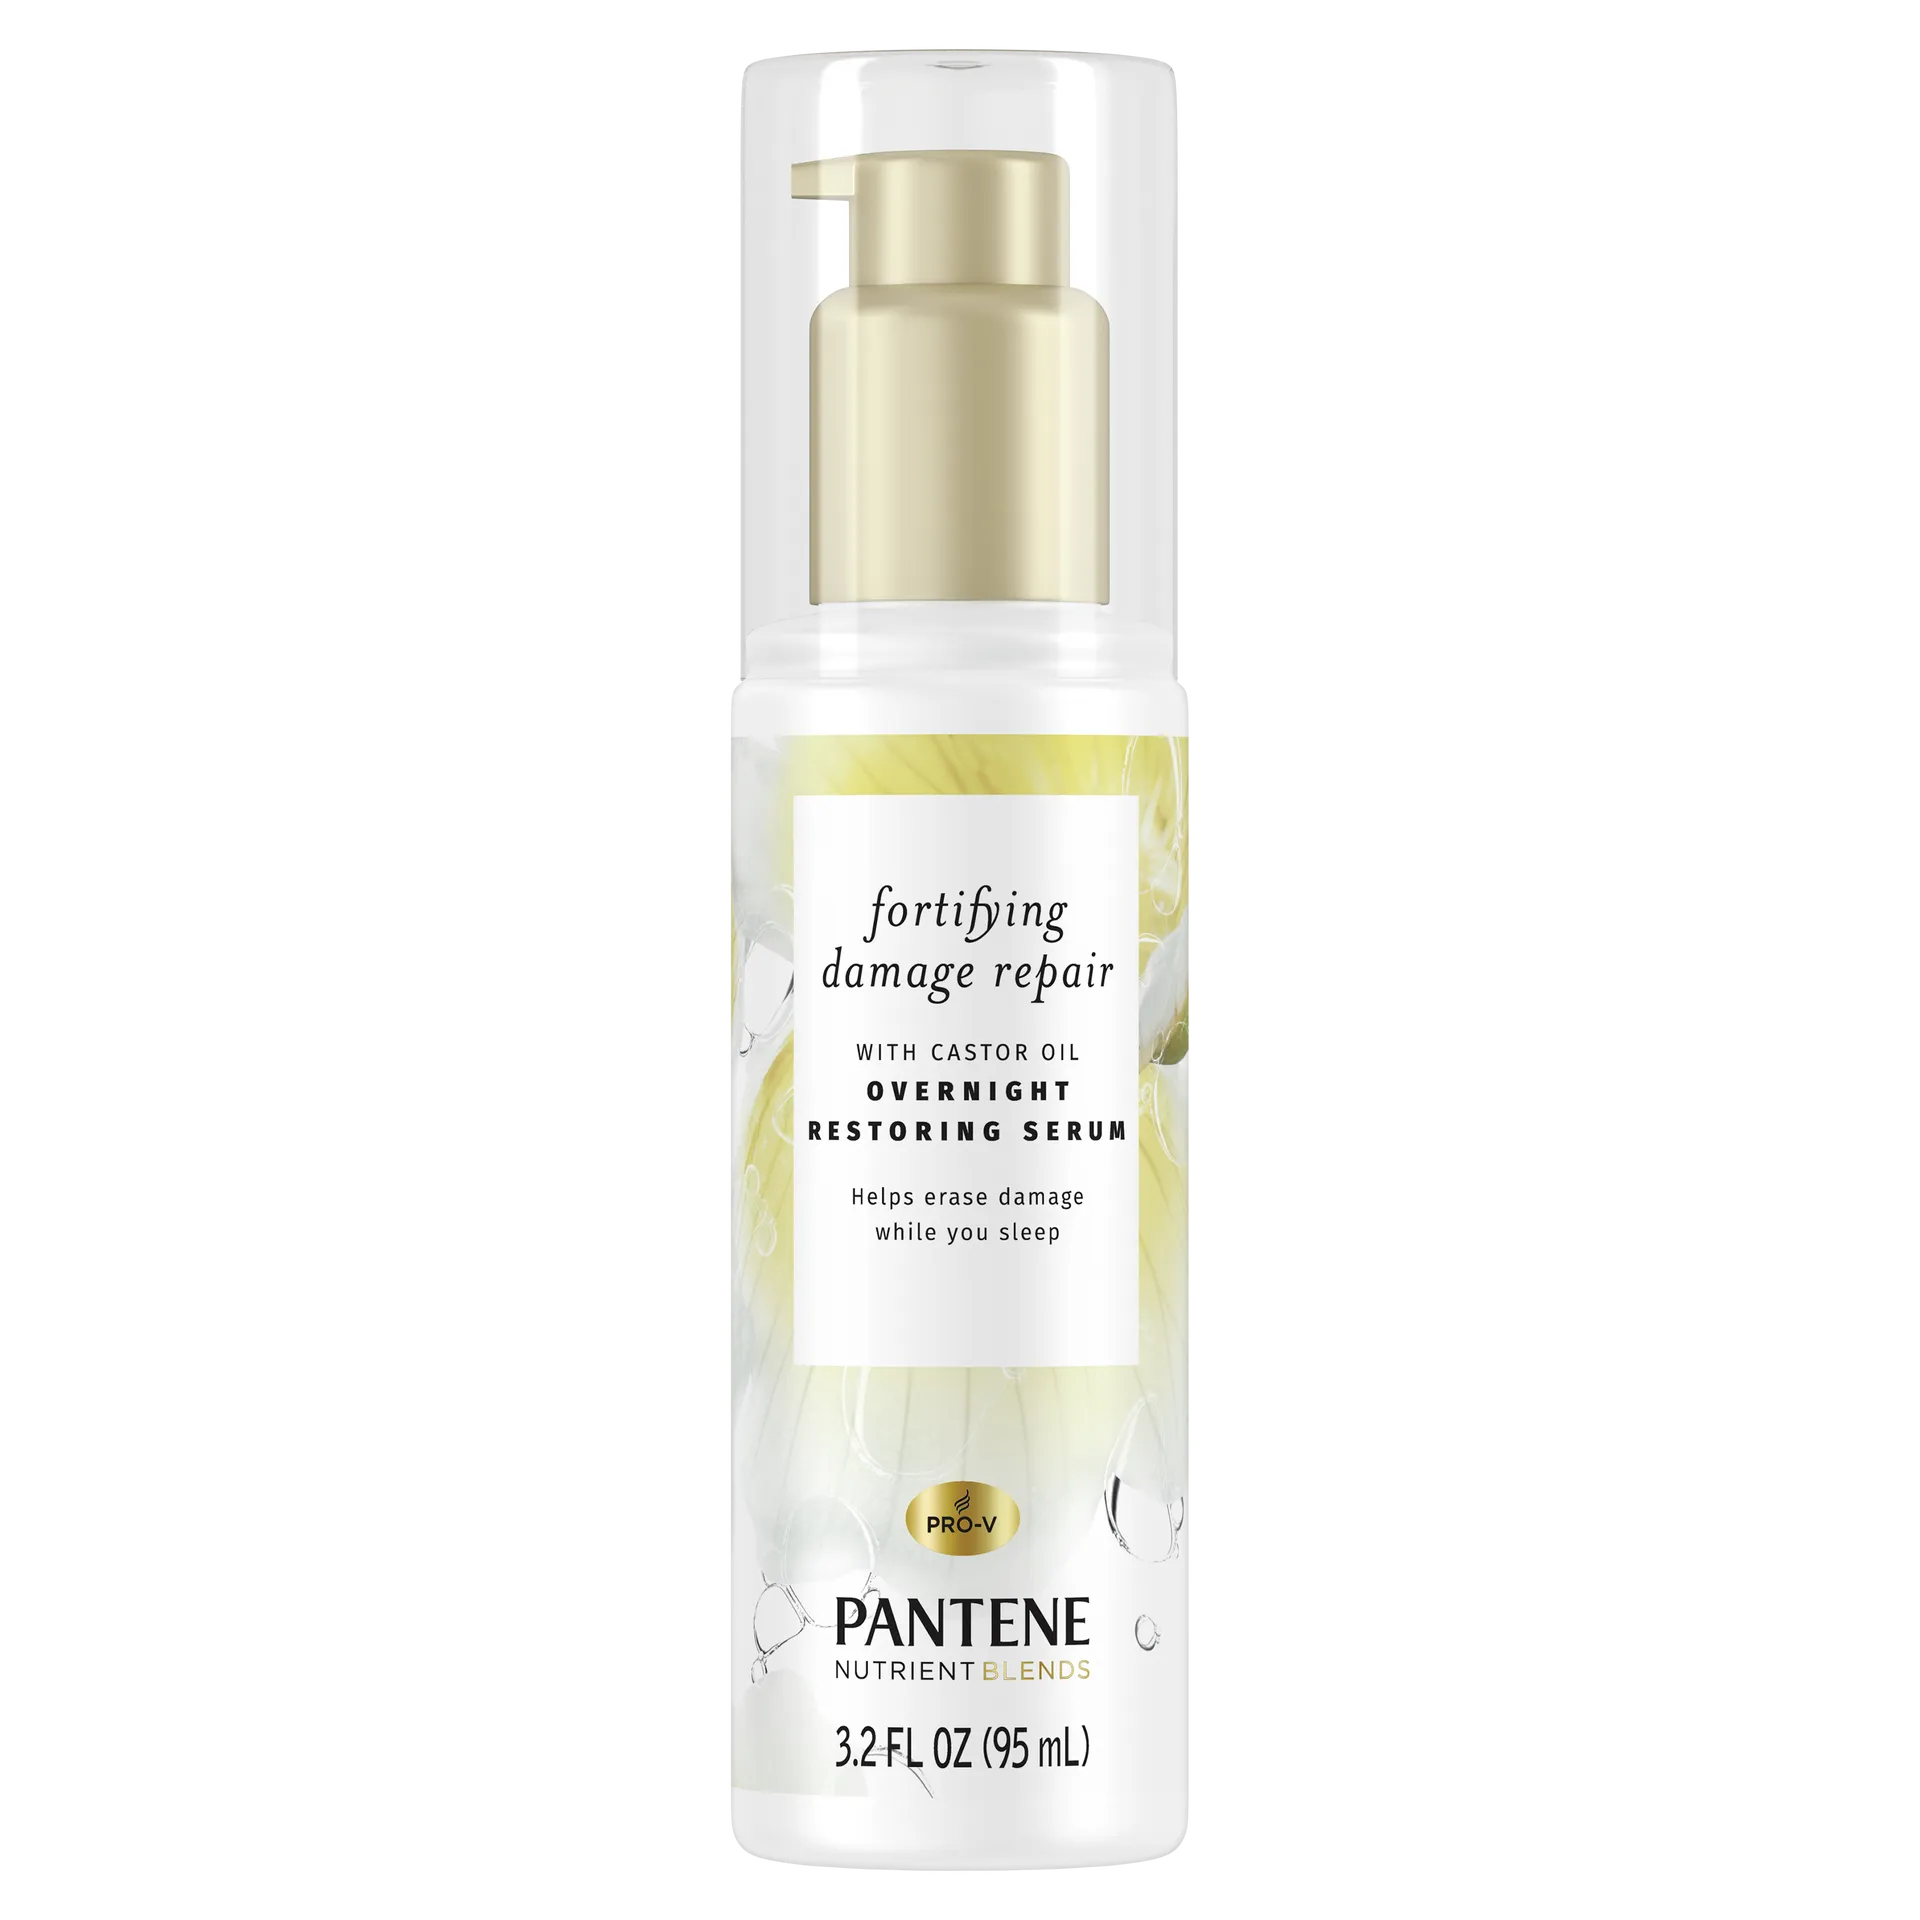 fortifying
damage repair
WITH CASTOR OIL
OVERNIGHT
RESTORING SERUM
Helps erase damage
while you sleep
PRO-V
PANTENE
NUTRIENT BLENDS
3.2 FL OZ (95 mL)